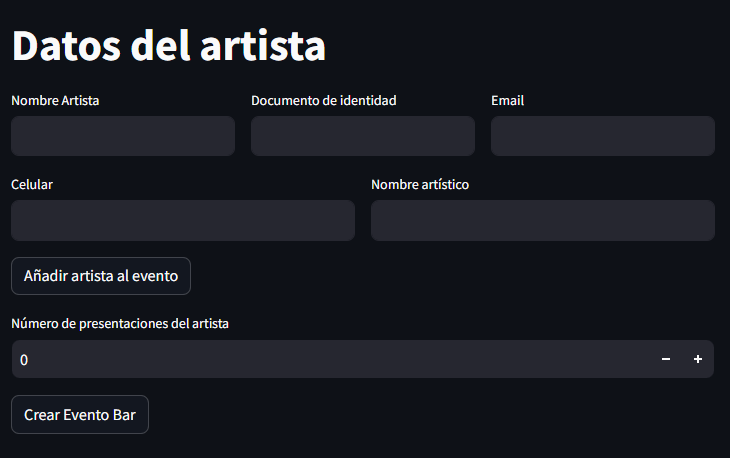 Datos del artista
Nombre Artista
Documento de identidad
Email
Celular
Nombre artístico
Añadir artista al evento
Número de presentaciones del artista
0
Crear Evento Bar